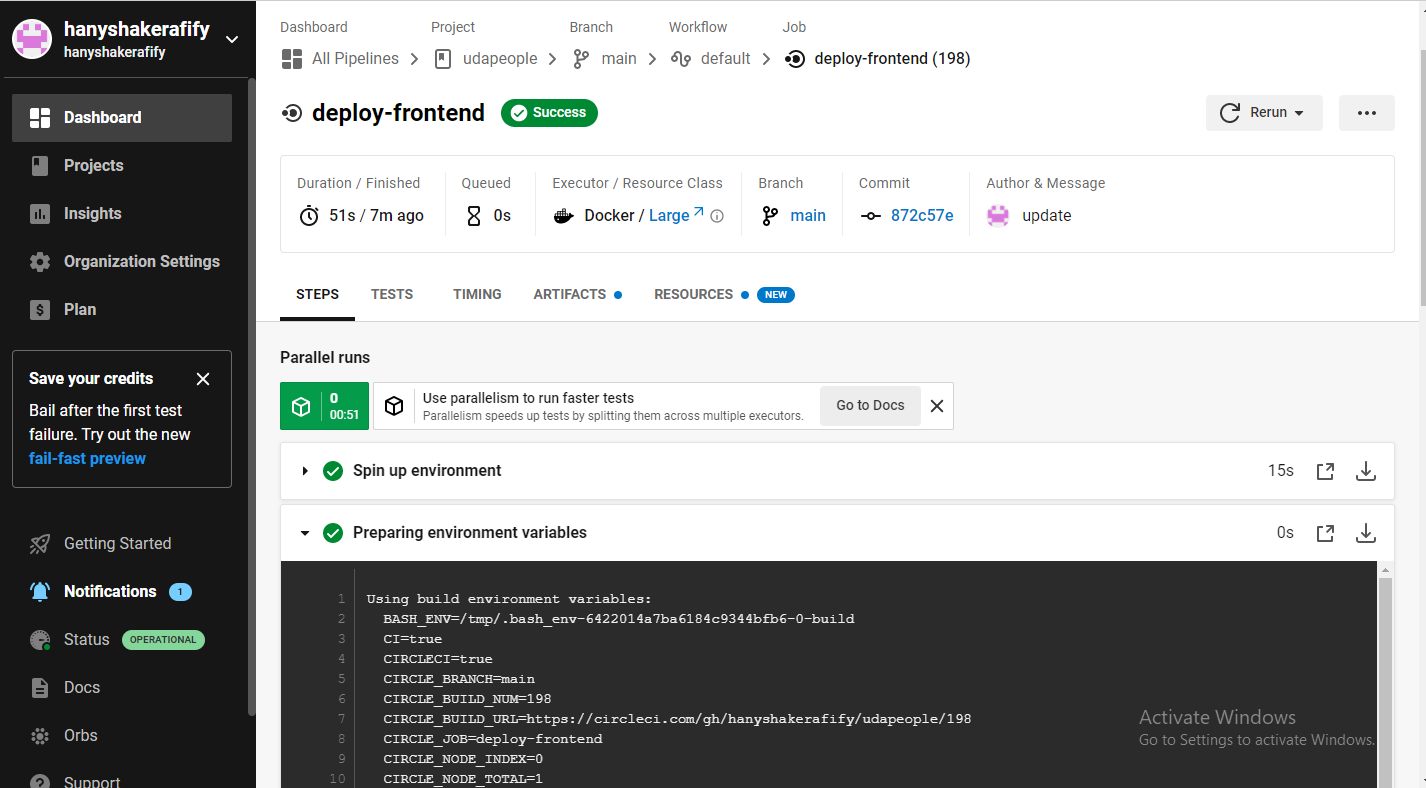 hanyshakerafify
hanyshakerafify
Dashboard
Projects
Insights
Organization Settings
Plan
Save your credits
Bail after the first test
failure. Try out the new
fail-fast preview
Getting Started
Notifications 1
Status OPERATIONAL
Docs
Orbs
Support
Dashboard Project Branch Workflow Job
All Pipelines udapeople main default deploy-frontend (198)
deploy-frontend Success
Rerun
Duration / Finished Queued Executor / Resource Class Branch Commit Author & Message
51s / 7m ago 0s Docker / Large main 872c57e update
STEPS TESTS TIMING ARTIFACTS RESOURCES NEW
Parallel runs
0
00:51
Use parallelism to run faster tests
Parallelism speeds up tests by splitting them across multiple executors.
Go to Docs
Spin up environment 15s
Preparing environment variables 0s
1 Using build environment variables:
2 BASH_ENV=/tmp/.bash_env-6422014a7ba6184c9344bfb6-0-build
3 CI=true
4 CIRCLECI=true
5 CIRCLE_BRANCH=main
6 CIRCLE_BUILD_NUM=198
7 CIRCLE_BUILD_URL=https://circleci.com/gh/hanyshakerafify/udapeople/198
8 CIRCLE_JOB=deploy-frontend
9 CIRCLE_NODE_INDEX=0
10 CIRCLE_NODE_TOTAL=1
Activate Windows
Go to Settings to activate Windows.